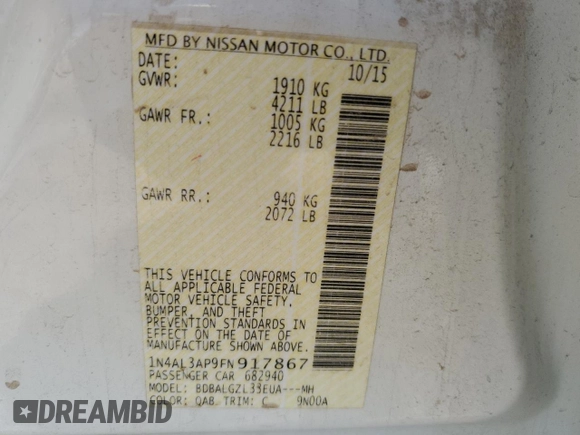 MFD BY NISSAN MOTOR CO., LTD.
DATE: 10/15
GVWR: 1910 KG
4211 LB
GAWR FR.: 1005 KG
2216 LB
GAWR RR.: 940 KG
2072 LB
THIS VEHICLE CONFORMS TO
ALL APPLICABLE FEDERAL
MOTOR VEHICLE SAFETY,
BUMPER, AND THEFT
PREVENTION STANDARDS IN
EFFECT ON THE DATE OF
MANUFACTURE SHOWN ABOVE.
1N4AL3AP9FN917867
PASSENGER CAR 682940
MODEL: BDBALGZL33EUA---MH
COLOR: QAB TRIM: C 9N00A
CARADBIDS